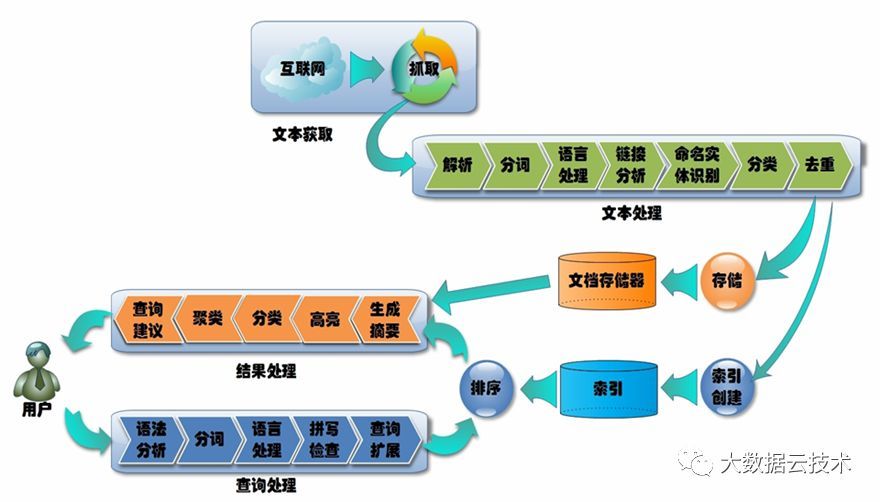 互联网
抓取
文本获取
解析
分词
语言
处理
链接
分析
命名实
体识别
分类
去重
文本处理
文档存储器
存储
查询
建议
聚类
分类
高亮
生成
摘要
结果处理
用户
排序
索引
索引
创建
语法
分析
分词
语言
处理
拼写
检查
查询
扩展
查询处理
大数据云技术